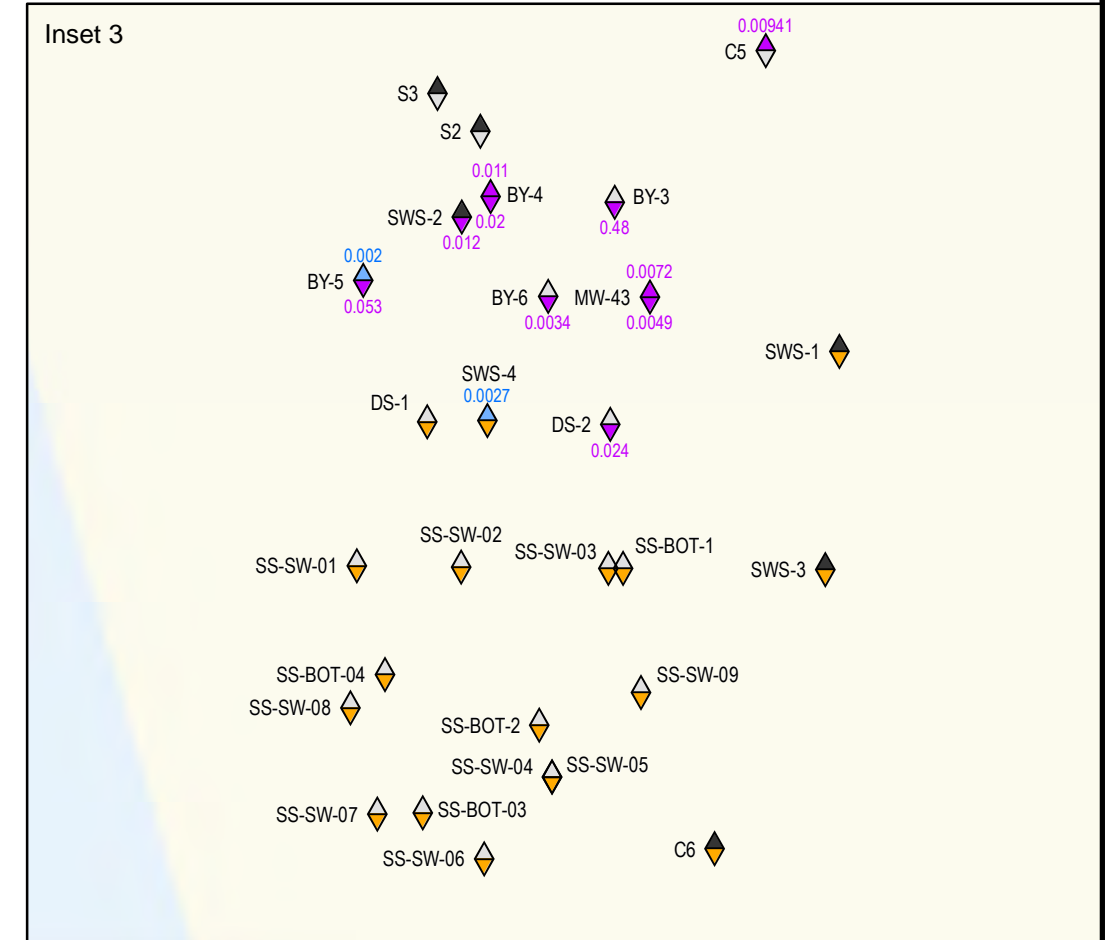 Inset 3
0.00941
C5
S3
S2
0.011
BY-4
BY-3
SWS-2
0.02
0.48
0.012
0.002
BY-5
0.053
0.0072
BY-6
MW-43
0.0034
0.0049
SWS-1
SWS-4
0.0027
DS-1
DS-2
0.024
SS-SW-02
SS-SW-03
SS-BOT-1
SS-SW-01
SWS-3
SS-BOT-04
SS-SW-09
SS-SW-08
SS-BOT-2
SS-SW-04
SS-SW-05
SS-SW-07
SS-BOT-03
SS-SW-06
C6